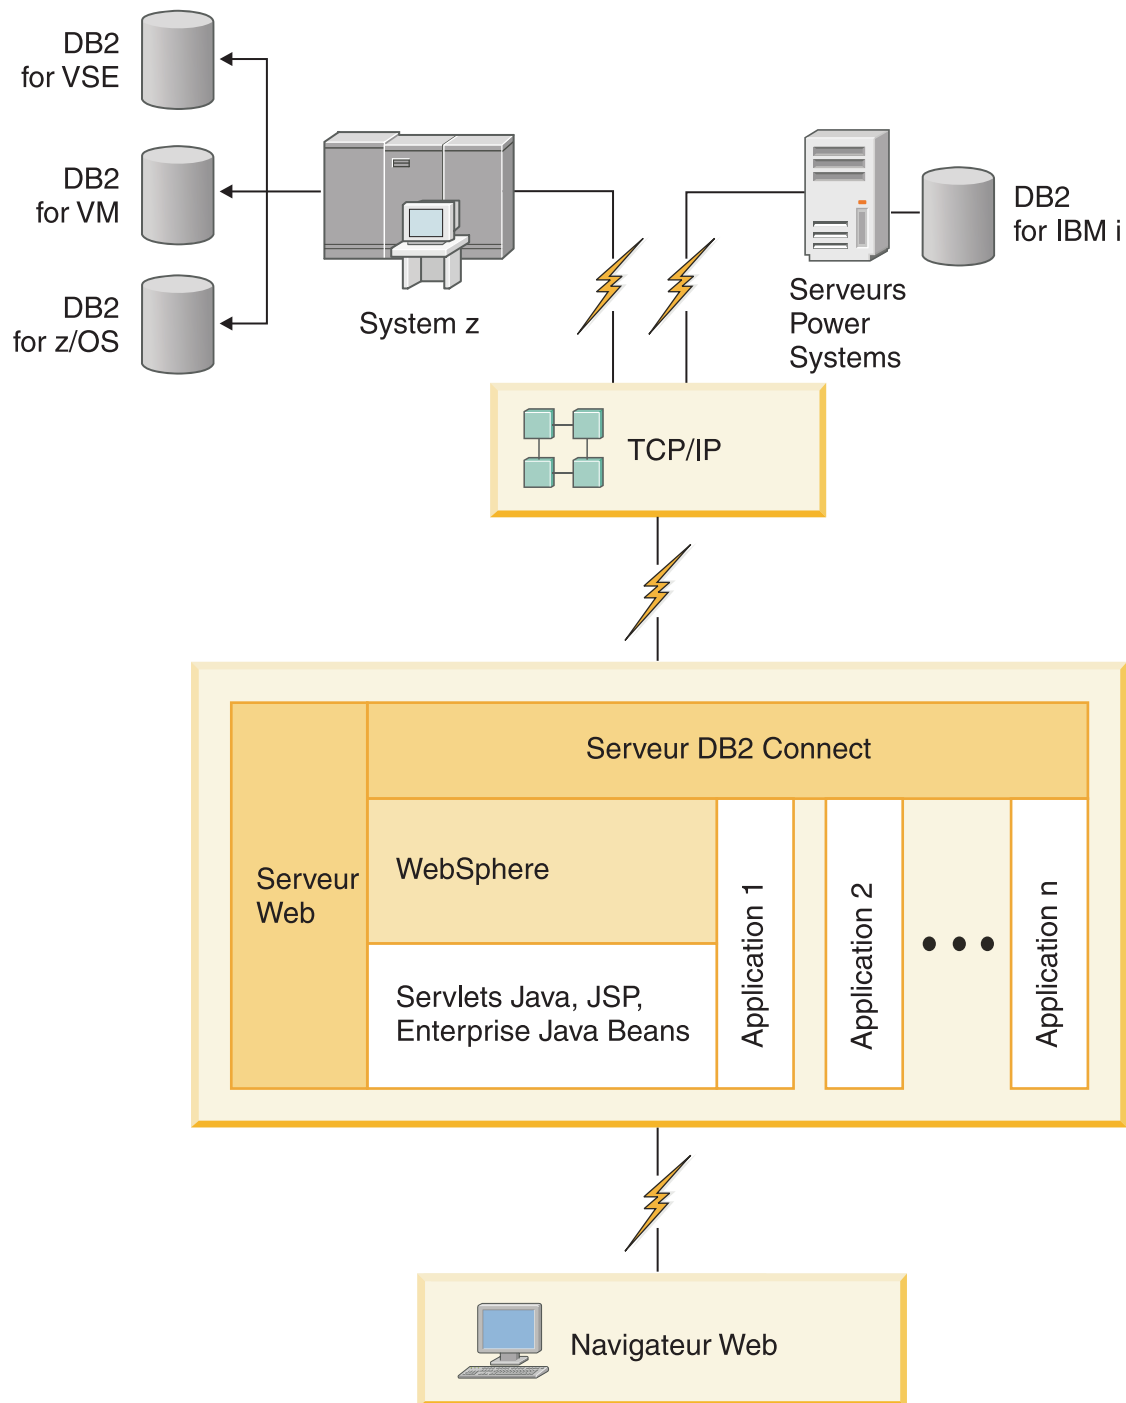 DB2
for VSE
DB2
for VM
DB2
for z/OS
System z
DB2
for IBM i
Serveurs
Power
Systems
TCP/IP
Serveur DB2 Connect
Serveur
Web
WebSphere
Servlets Java, JSP,
Enterprise Java Beans
Application 1
Application 2
Application n
Navigateur Web